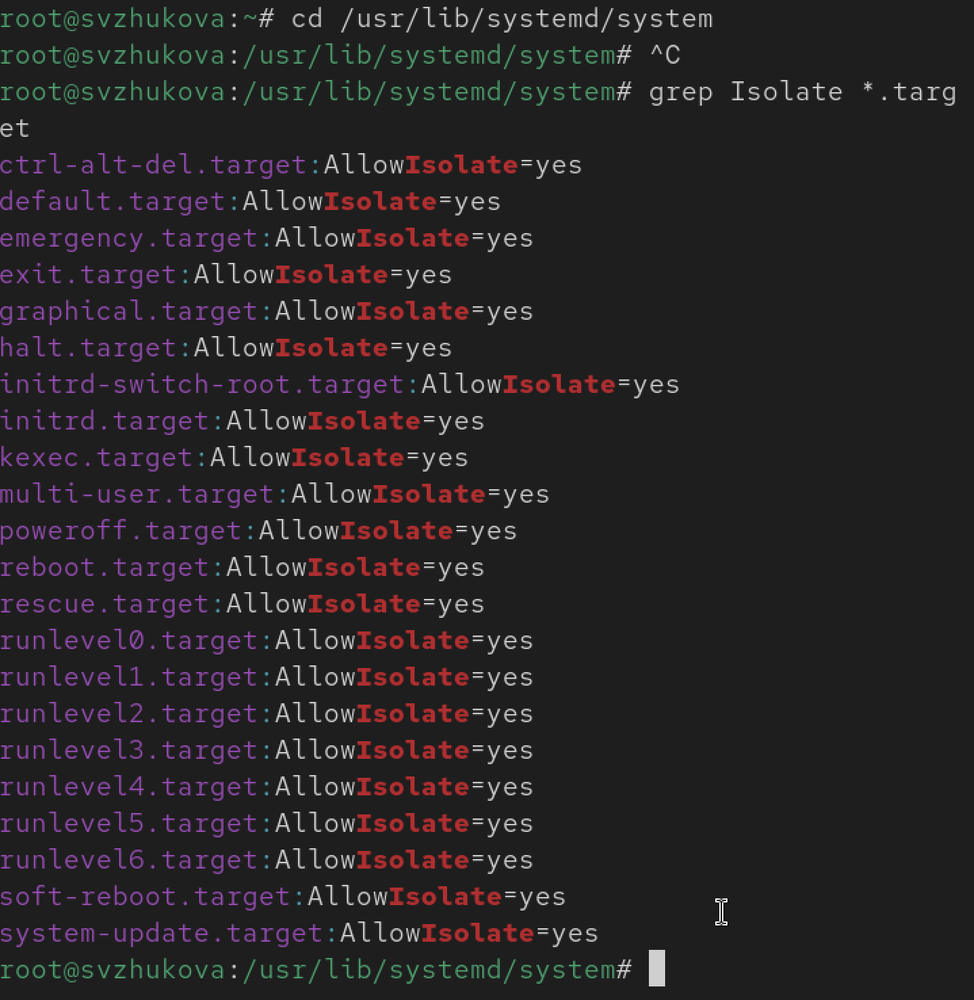 root@svzhukova:~# cd /usr/lib/systemd/system
root@svzhukova:/usr/lib/systemd/system# ^C
root@svzhukova:/usr/lib/systemd/system# grep Isolate *.targ
et
ctrl-alt-del.target:AllowIsolate=yes
default.target:AllowIsolate=yes
emergency.target:AllowIsolate=yes
exit.target:AllowIsolate=yes
graphical.target:AllowIsolate=yes
halt.target:AllowIsolate=yes
initrd-switch-root.target:AllowIsolate=yes
initrd.target:AllowIsolate=yes
kexec.target:AllowIsolate=yes
multi-user.target:AllowIsolate=yes
poweroff.target:AllowIsolate=yes
reboot.target:AllowIsolate=yes
rescue.target:AllowIsolate=yes
runlevel0.target:AllowIsolate=yes
runlevel1.target:AllowIsolate=yes
runlevel2.target:AllowIsolate=yes
runlevel3.target:AllowIsolate=yes
runlevel4.target:AllowIsolate=yes
runlevel5.target:AllowIsolate=yes
runlevel6.target:AllowIsolate=yes
soft-reboot.target:AllowIsolate=yes
system-update.target:AllowIsolate=yes
root@svzhukova:/usr/lib/systemd/system#